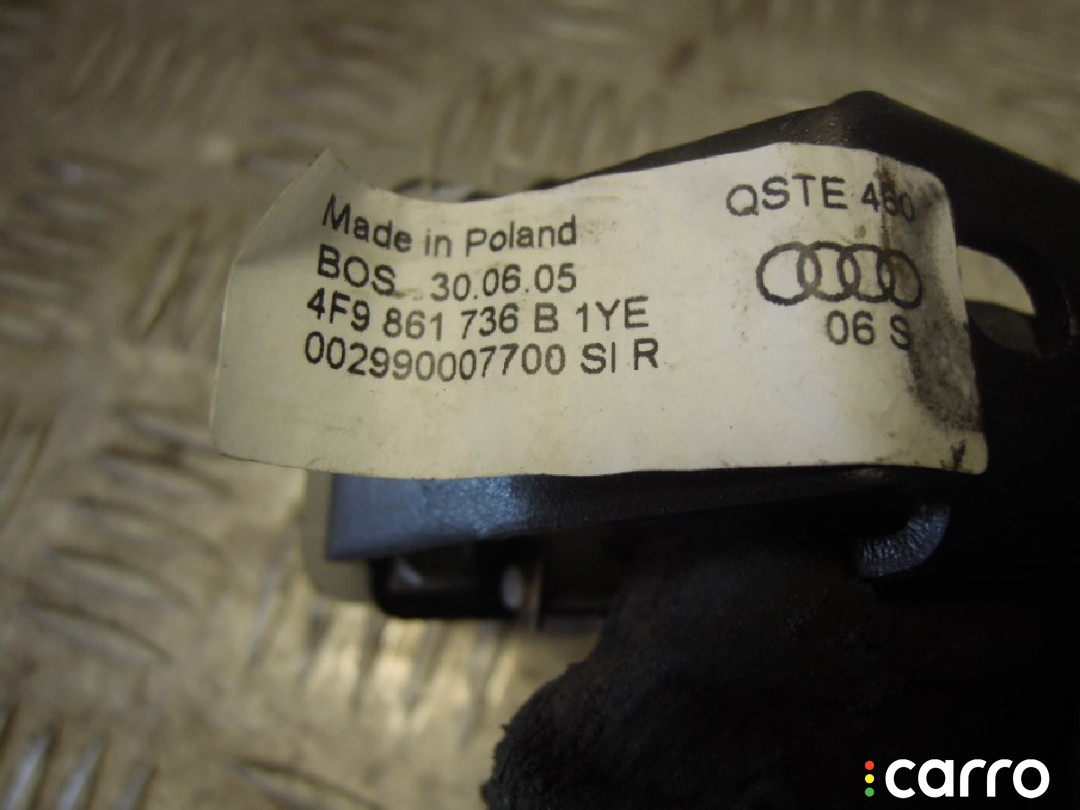 Made in Poland
BOS 30.06.05
4F9 861 736 B 1YE
002990007700 SI R
QSTE 460
06 S
carro